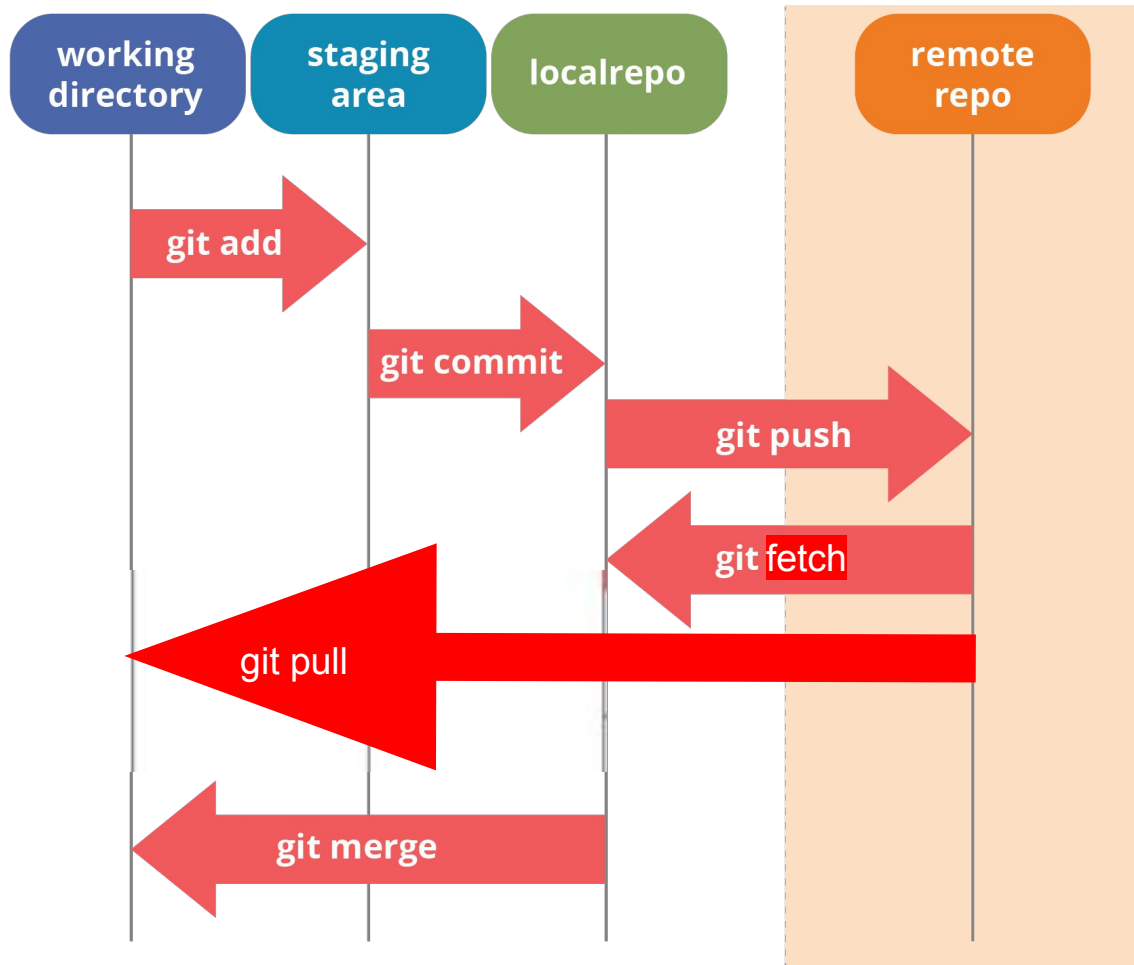 working
directory
staging
area
localrepo
remote
repo
git add
git commit
git push
git fetch
git pull
git merge